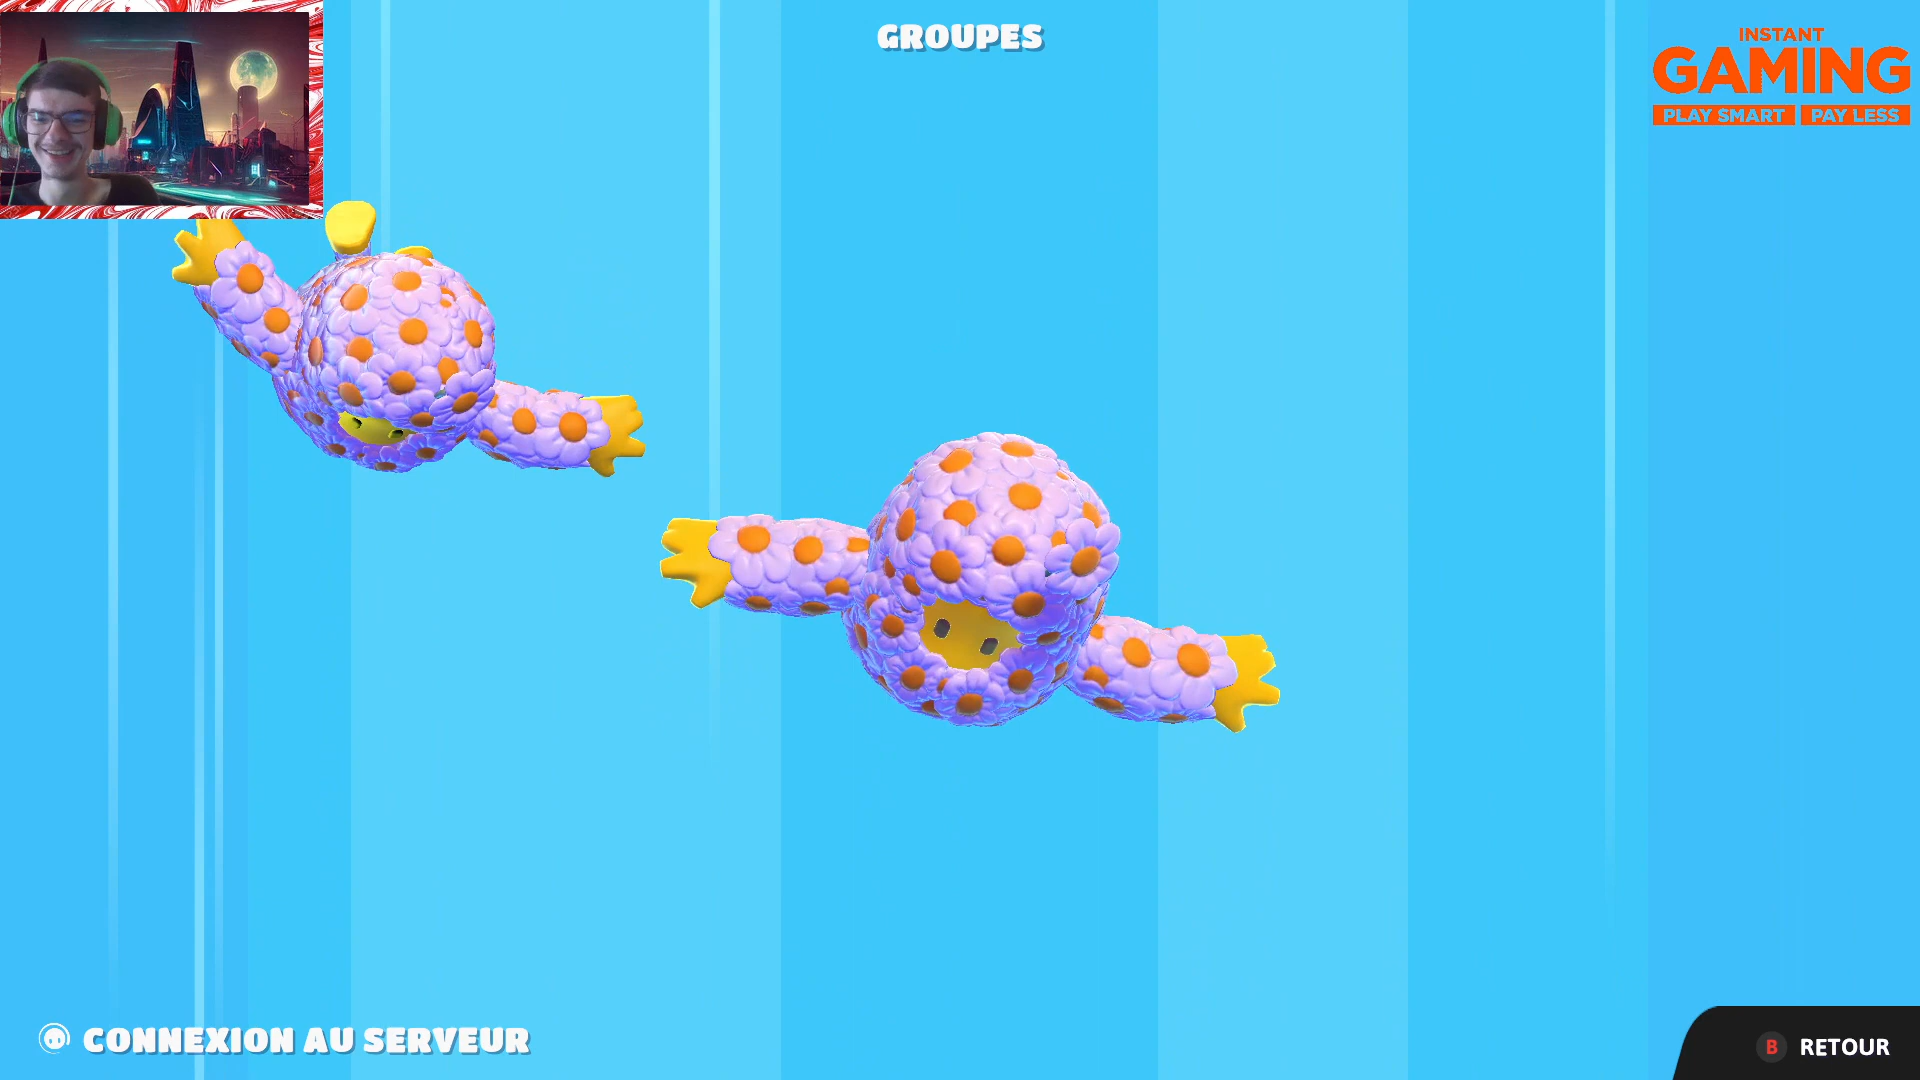 GROUPES
INSTANT
GAMING
PLAY SMART PAY LESS
CONNEXION AU SERVEUR
B RETOUR